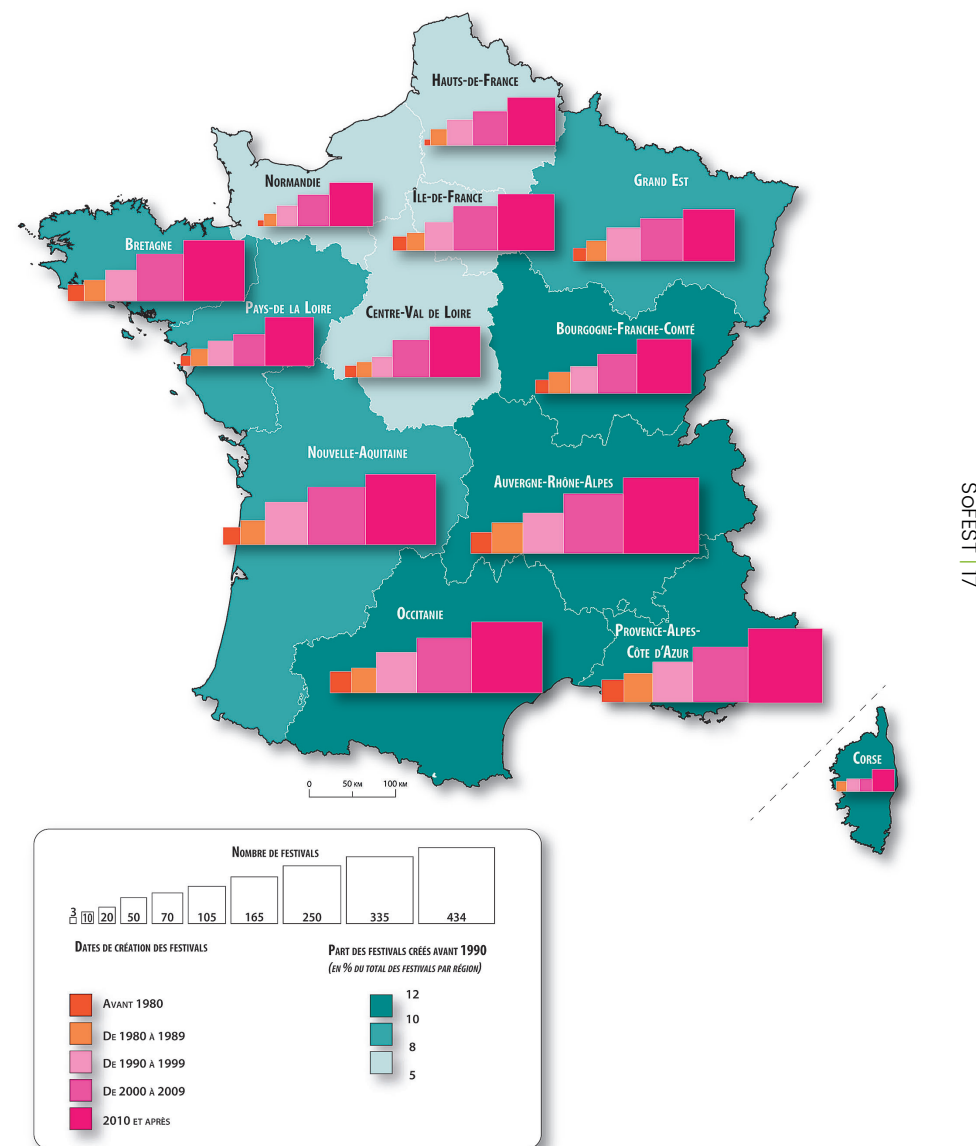 Hauts-de-France
Grand Est
Normandie
Île-de-France
Bretagne
Pays-de la Loire
Centre-Val de Loire
Bourgogne-Franche-Comté
Nouvelle-Aquitaine
Auvergne-Rhône-Alpes
SoFEST | 17
Occitanie
Provence-Alpes-
Côte d'Azur
Corse
0 50 km 100 km
Nombre de festivals
3 10 20 50 70 105 165 250 335 434
Dates de création des festivals
Avant 1980
De 1980 à 1989
De 1990 à 1999
De 2000 à 2009
2010 et après
Part des festivals créés avant 1990
(en % du total des festivals par région)
12
10
8
5